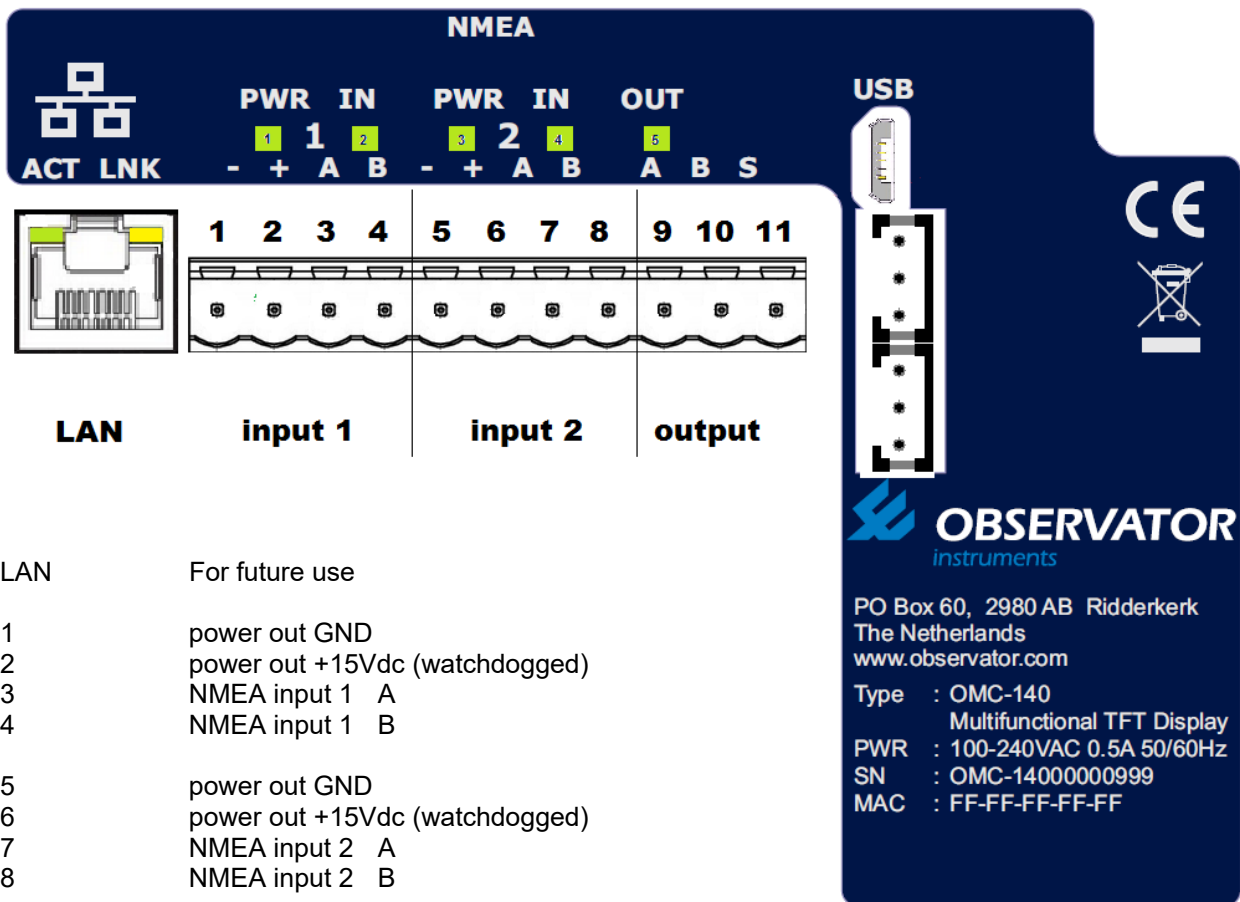 NMEA
PWR IN PWR IN OUT
1 1 2 3 2 4 5
ACT LNK - + A B - + A B A B S
USB
1 2 3 4 5 6 7 8 9 10 11
LAN input 1 input 2 output
LAN For future use
1 power out GND
2 power out +15Vdc (watchdogged)
3 NMEA input 1 A
4 NMEA input 1 B
5 power out GND
6 power out +15Vdc (watchdogged)
7 NMEA input 2 A
8 NMEA input 2 B
CE
OBSERVATOR
instruments
PO Box 60, 2980 AB Ridderkerk
The Netherlands
www.observator.com
Type : OMC-140
Multifunctional TFT Display
PWR : 100-240VAC 0.5A 50/60Hz
SN : OMC-14000000999
MAC : FF-FF-FF-FF-FF